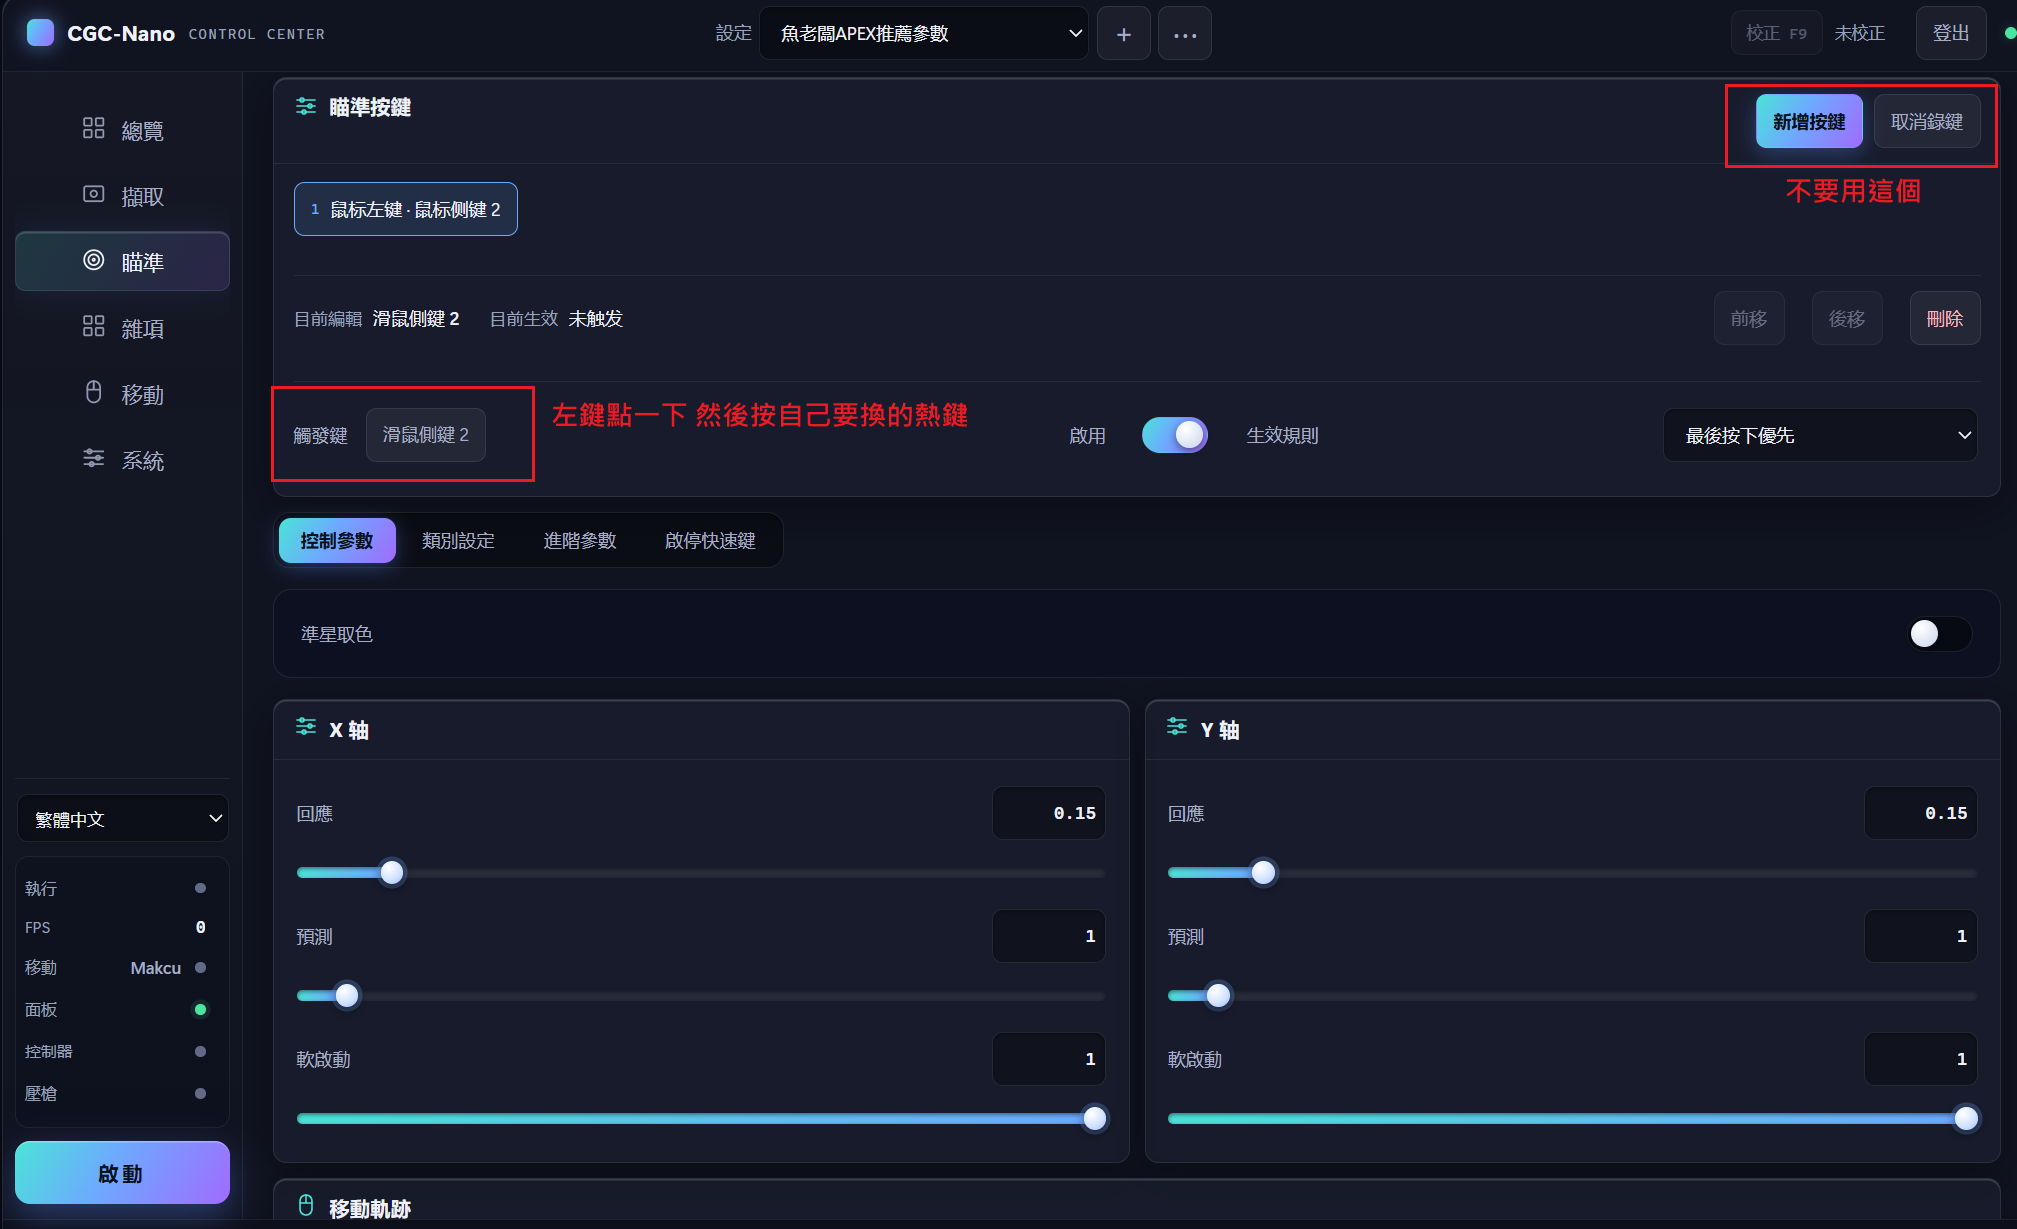 CGC-Nano CONTROL CENTER
設定 魚老闆APEX推薦參數 + ...
校正 F9 未校正 登出
總覽
擷取
瞄準
雜項
移動
系統
繁體中文
執行
FPS 0
移動 Makcu
面板
控制器
壓槍
啟動
瞄準按鍵
新增按鍵 取消錄鍵
不要用這個
1 鼠标左键 · 鼠标侧键 2
目前編輯 滑鼠側鍵 2 目前生效 未触发
前移 後移 刪除
觸發鍵 滑鼠側鍵 2
左鍵點一下 然後按自己要換的熱鍵
啟用 生效規則 最後按下優先
控制參數 類別設定 進階參數 啟停快速鍵
準星取色
X 轴
回應 0.15
預測 1
軟啟動 1
Y 轴
回應 0.15
預測 1
軟啟動 1
移動軌跡